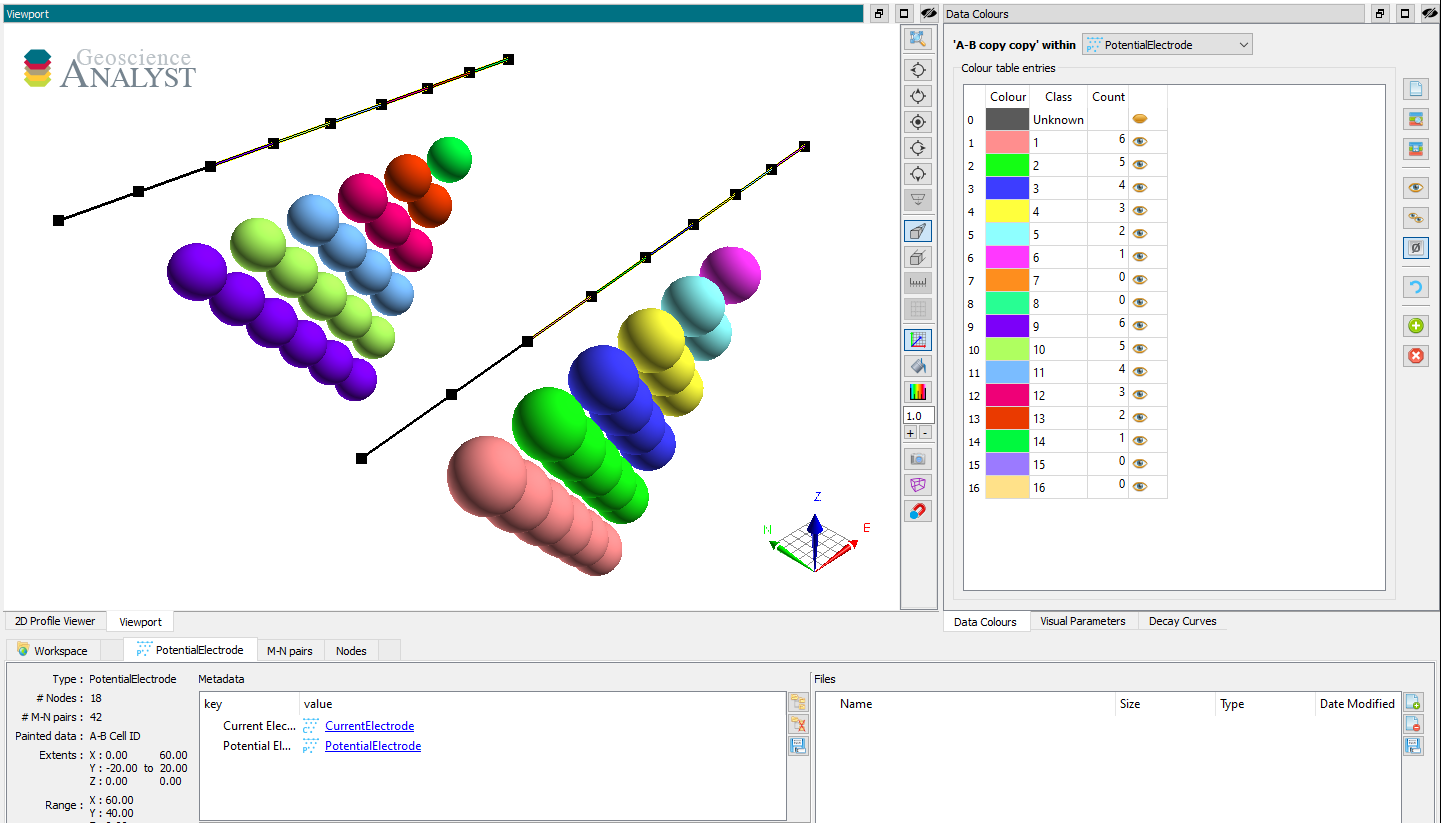 Viewport
Data Colours
Geoscience
ANALYST
'A-B copy copy' within PotentialElectrode
Colour table entries
Colour Class Count
0 Unknown
1 1 6
2 2 5
3 3 4
4 4 3
5 5 2
6 6 1
7 7 0
8 8 0
9 9 6
10 10 5
11 11 4
12 12 3
13 13 2
14 14 1
15 15 0
16 16 0
1.0
+ -
Z
N
E
2D Profile Viewer Viewport
Data Colours Visual Parameters Decay Curves
Workspace PotentialElectrode M-N pairs Nodes
Type : PotentialElectrode
# Nodes : 18
# M-N pairs : 42
Painted data : A-B Cell ID
Extents : X : 0.00 60.00
Y : -20.00 to 20.00
Z : 0.00 0.00
Range : X : 60.00
Y : 40.00
Metadata
key value
Current Elec... CurrentElectrode
Potential El... PotentialElectrode
Files
Name Size Type Date Modified